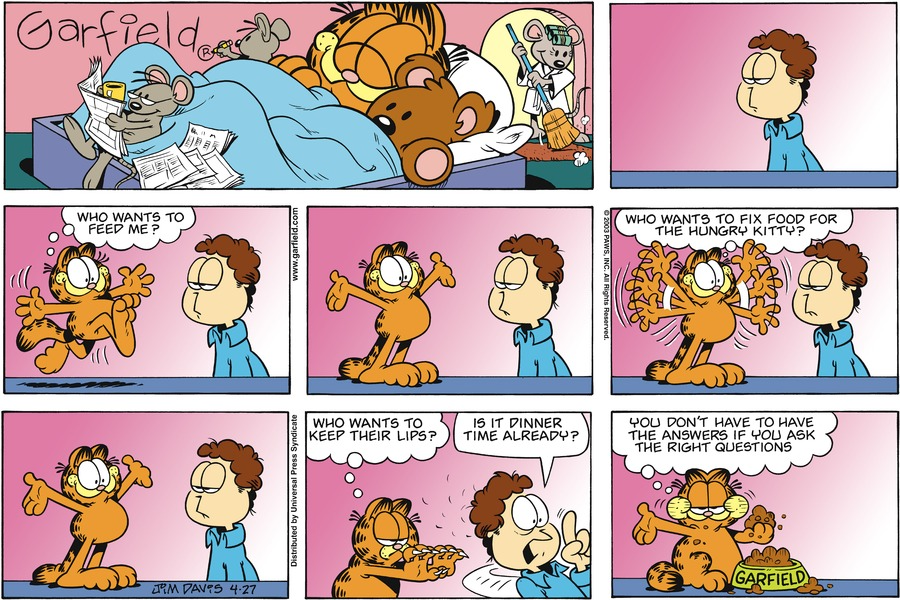 Garfield
®
WHO WANTS TO
FEED ME?
www.garfield.com
© 2003 PAWS, INC. All Rights Reserved.
WHO WANTS TO FIX FOOD FOR
THE HUNGRY KITTY?
JIM DAVIS 4-27
Distributed by Universal Press Syndicate
WHO WANTS TO
KEEP THEIR LIPS?
IS IT DINNER
TIME ALREADY?
YOU DON'T HAVE TO HAVE
THE ANSWERS IF YOU ASK
THE RIGHT QUESTIONS
GARFIELD